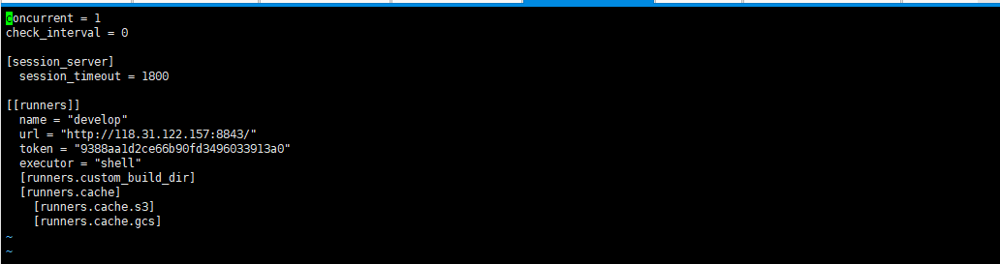 concurrent = 1
check_interval = 0
[session_server]
session_timeout = 1800
[[runners]]
name = "develop"
url = "http://118.31.122.157:8843/"
token = "9388aa1d2ce66b90fd3496033913a0"
executor = "shell"
[runners.custom_build_dir]
[runners.cache]
[runners.cache.s3]
[runners.cache.gcs]
~
~